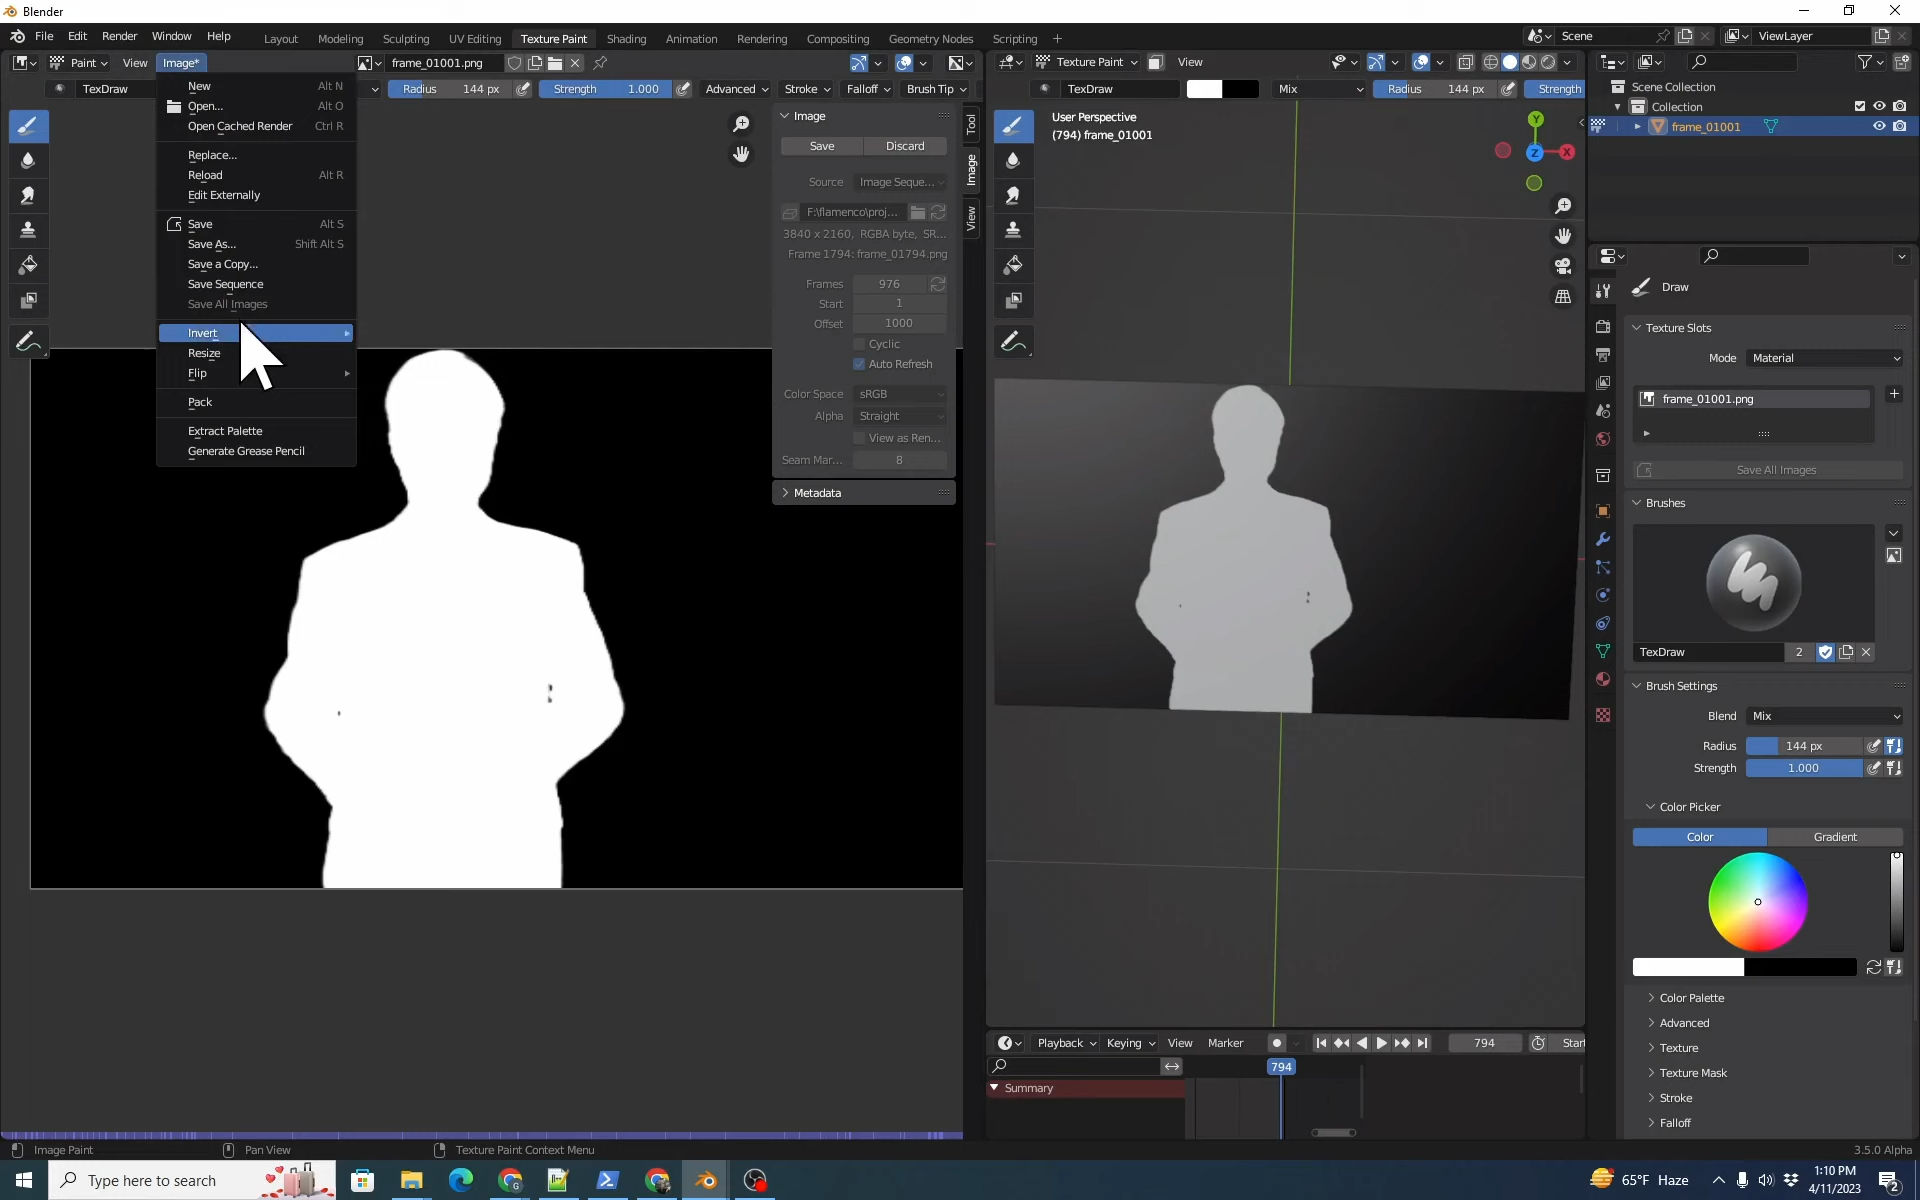 Blender
File Edit Render Window Help Layout Modeling Sculpting UV Editing Texture Paint Shading Animation Rendering Compositing Geometry Nodes Scripting + Scene ViewLayer
Paint View Image* frame_01001.png
Texture Paint View
TexDraw Radius 144 px Strength 1.000 Advanced Stroke Falloff Brush Tip
TexDraw Mix Radius 144 px Strength
New Alt N
Open... Alt O
Open Cached Render Ctrl R
Replace...
Reload Alt R
Edit Externally
Save Alt S
Save As... Shift Alt S
Save a Copy...
Save Sequence
Save All Images
Invert
Resize
Flip
Pack
Extract Palette
Generate Grease Pencil
Image
Save Discard
Source Image Seque...
F:\flamenco\proj...
3840 x 2160, RGBA byte, SR...
Frame 1794: frame_01794.png
Frames 976
Start 1
Offset 1000
Cyclic
Auto Refresh
Color Space sRGB
Alpha Straight
View as Ren...
Seam Mar... 8
Metadata
Tool
Image
View
User Perspective
(794) frame_01001
Y
Z
X
Scene Collection
Collection
frame_01001
Draw
Texture Slots
Mode Material
frame_01001.png
Save All Images
Brushes
TexDraw 2
Brush Settings
Blend Mix
Radius 144 px
Strength 1.000
Color Picker
Color Gradient
Color Palette
Advanced
Texture
Texture Mask
Stroke
Falloff
Playback Keying View Marker 794 Start
794
Summary
Image Paint Pan View Texture Paint Context Menu 3.5.0 Alpha
Type here to search
65°F Haze
1:10 PM
4/11/2023
2